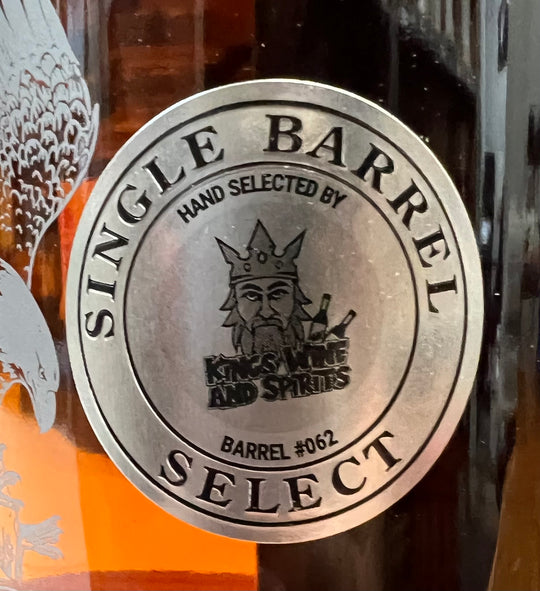 SINGLE BARREL
HAND SELECTED BY
KINGS WINE
AND SPIRITS
BARREL #062
SELECT